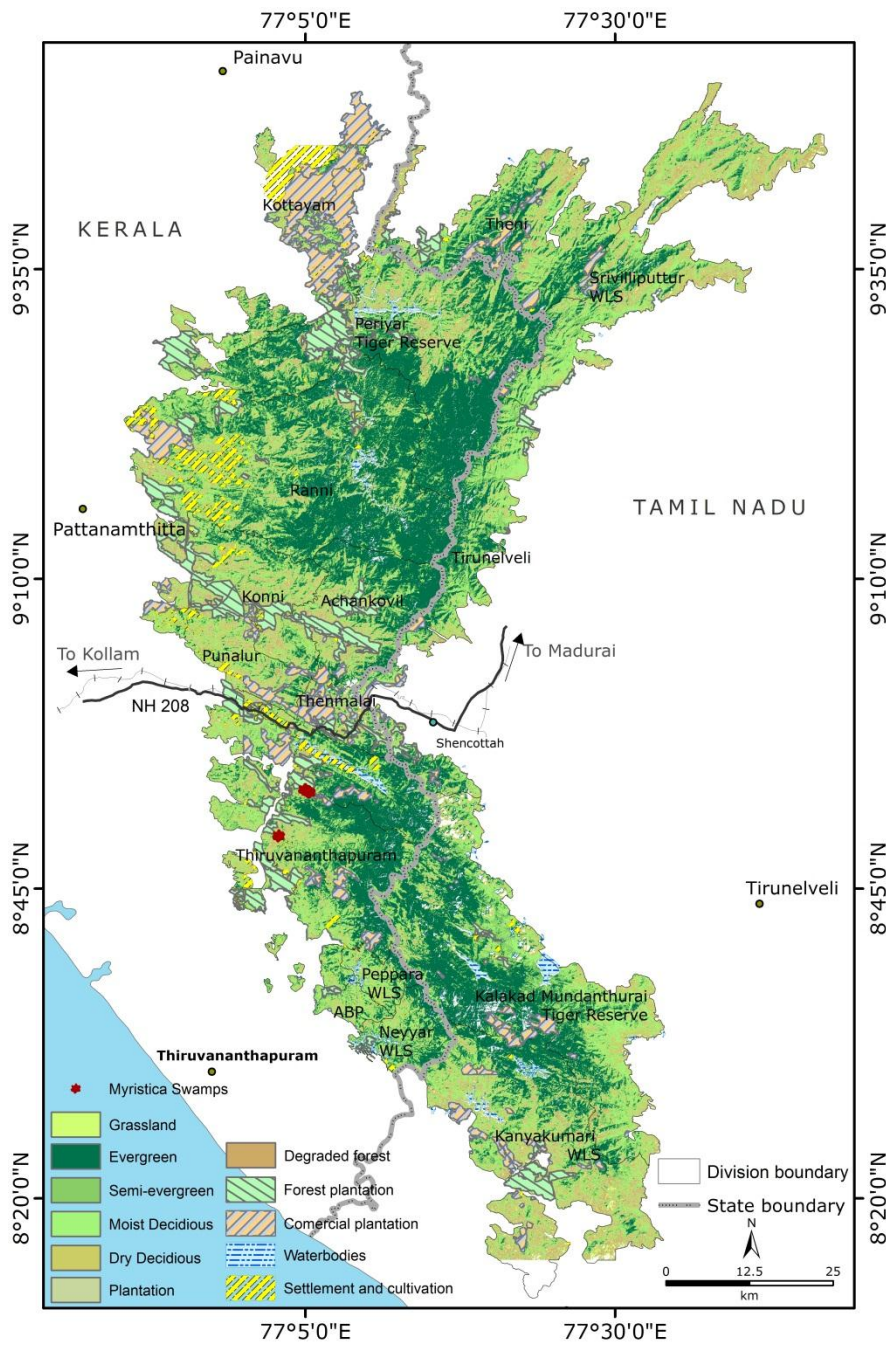 77°5'0"E
77°30'0"E
Painavu
Kottayam
KERALA
Theni
9°35'0"N
9°35'0"N
Srivilliputtur
WLS
Periyar
Tiger Reserve
Ranni
TAMIL NADU
Pattanamthitta
Tirunelveli
9°10'0"N
9°10'0"N
Konni
Achankovil
Punalur
To Kollam
To Madurai
Thenmalai
NH 208
Shencottah
Thiruvananthapuram
8°45'0"N
8°45'0"N
Tirunelveli
Peppara
WLS
Kalakad Mundanthurai
Tiger Reserve
ABP
Neyyar
WLS
Thiruvananthapuram
Myristica Swamps
Grassland
Evergreen
Semi-evergreen
Moist Decidious
Dry Decidious
Plantation
Degraded forest
Forest plantation
Comercial plantation
Waterbodies
Settlement and cultivation
Kanyakumari
WLS
Division boundary
State boundary
8°20'0"N
8°20'0"N
N
0 12.5 25
km
77°5'0"E
77°30'0"E